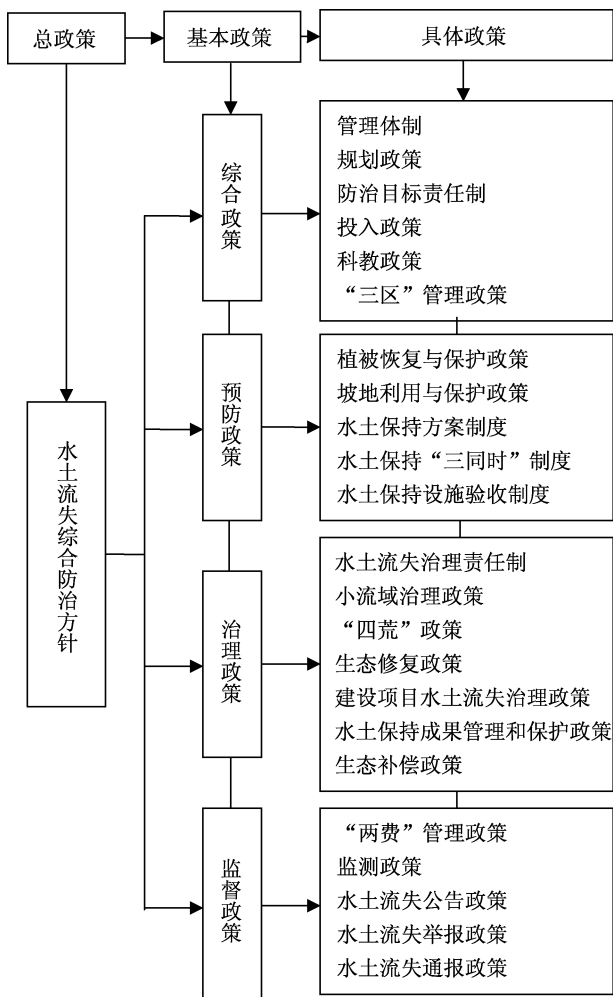 总政策
基本政策
具体政策
水土流失综合防治方针
综合政策
管理体制
规划政策
防治目标责任制
投入政策
科教政策
“三区”管理政策
预防政策
植被恢复与保护政策
坡地利用与保护政策
水土保持方案制度
水土保持“三同时”制度
水土保持设施验收制度
治理政策
水土流失治理责任制
小流域治理政策
“四荒”政策
生态修复政策
建设项目水土流失治理政策
水土保持成果管理和保护政策
生态补偿政策
监督政策
“两费”管理政策
监测政策
水土流失公告政策
水土流失举报政策
水土流失通报政策